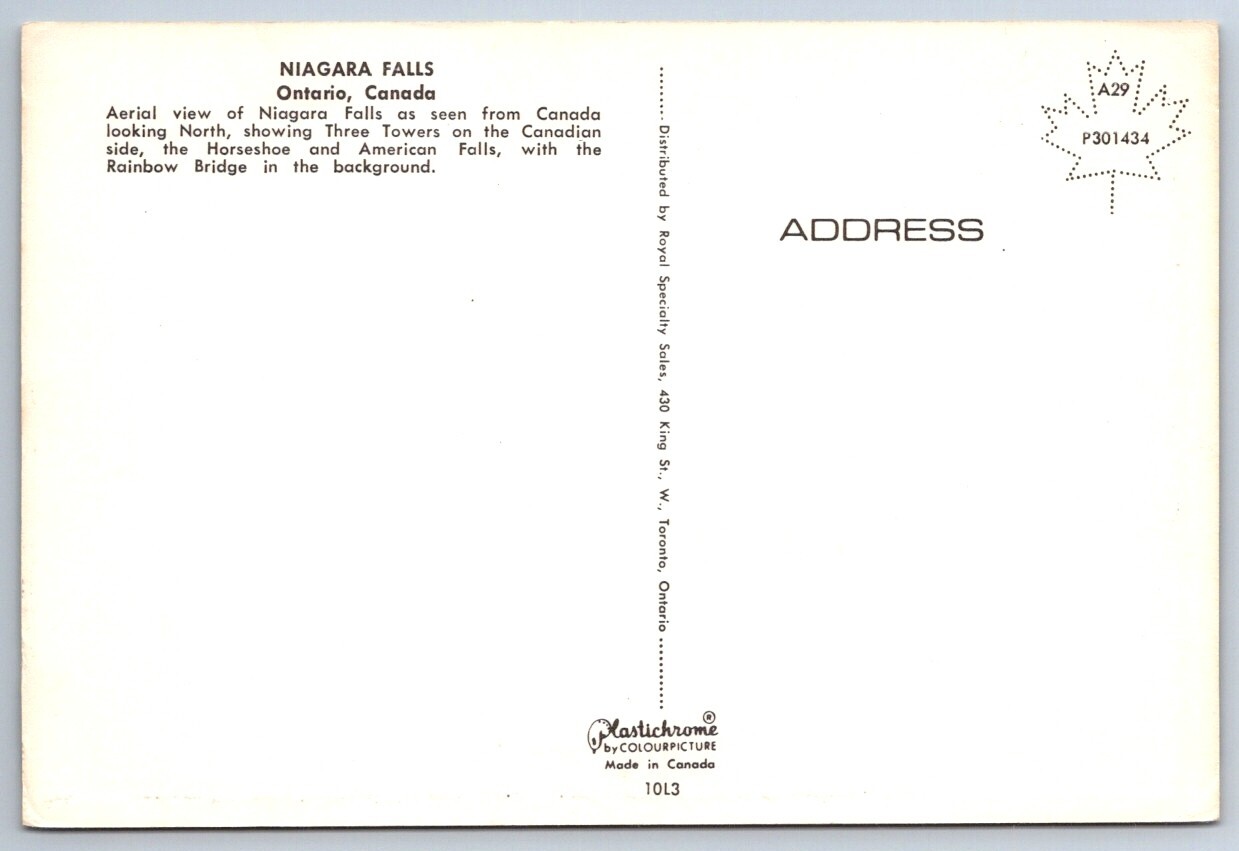 NIAGARA FALLS
Ontario, Canada
Aerial view of Niagara Falls as seen from Canada
looking North, showing Three Towers on the Canadian
side, the Horseshoe and American Falls, with the
Rainbow Bridge in the background.
Distributed by Royal Specialty Sales, 430 King St., W., Toronto, Ontario
Plastichrome ®
by COLOURPICTURE
Made in Canada
10L3
A29
P301434
ADDRESS